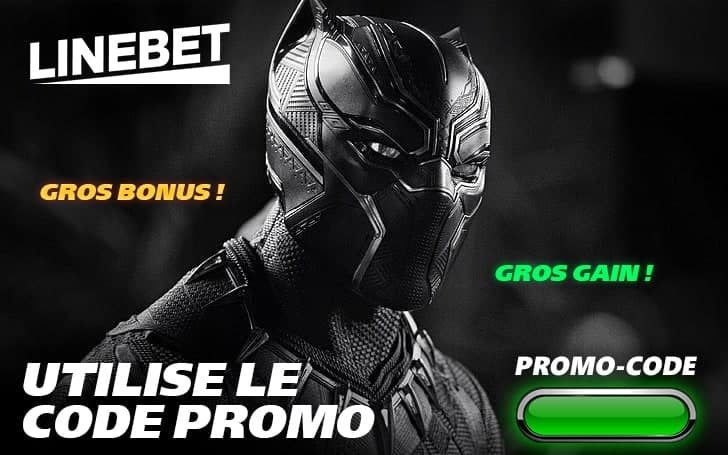 LINEBET
GROS BONUS !
GROS GAIN !
UTILISE LE
CODE PROMO
PROMO-CODE